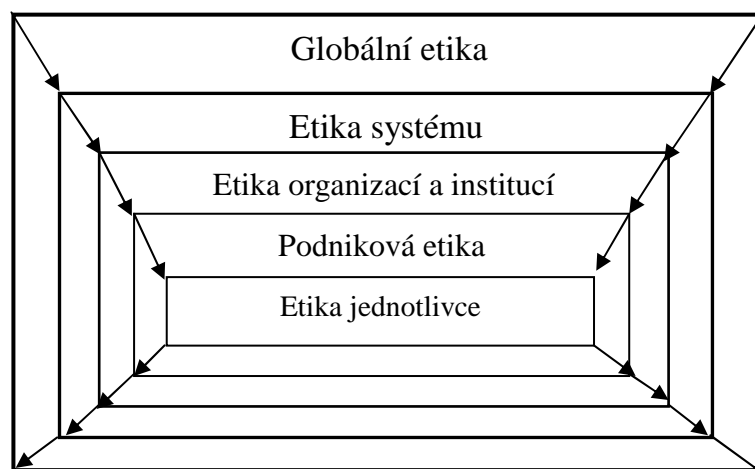 Globální etika
Etika systému
Etika organizací a institucí
Podniková etika
Etika jednotlivce